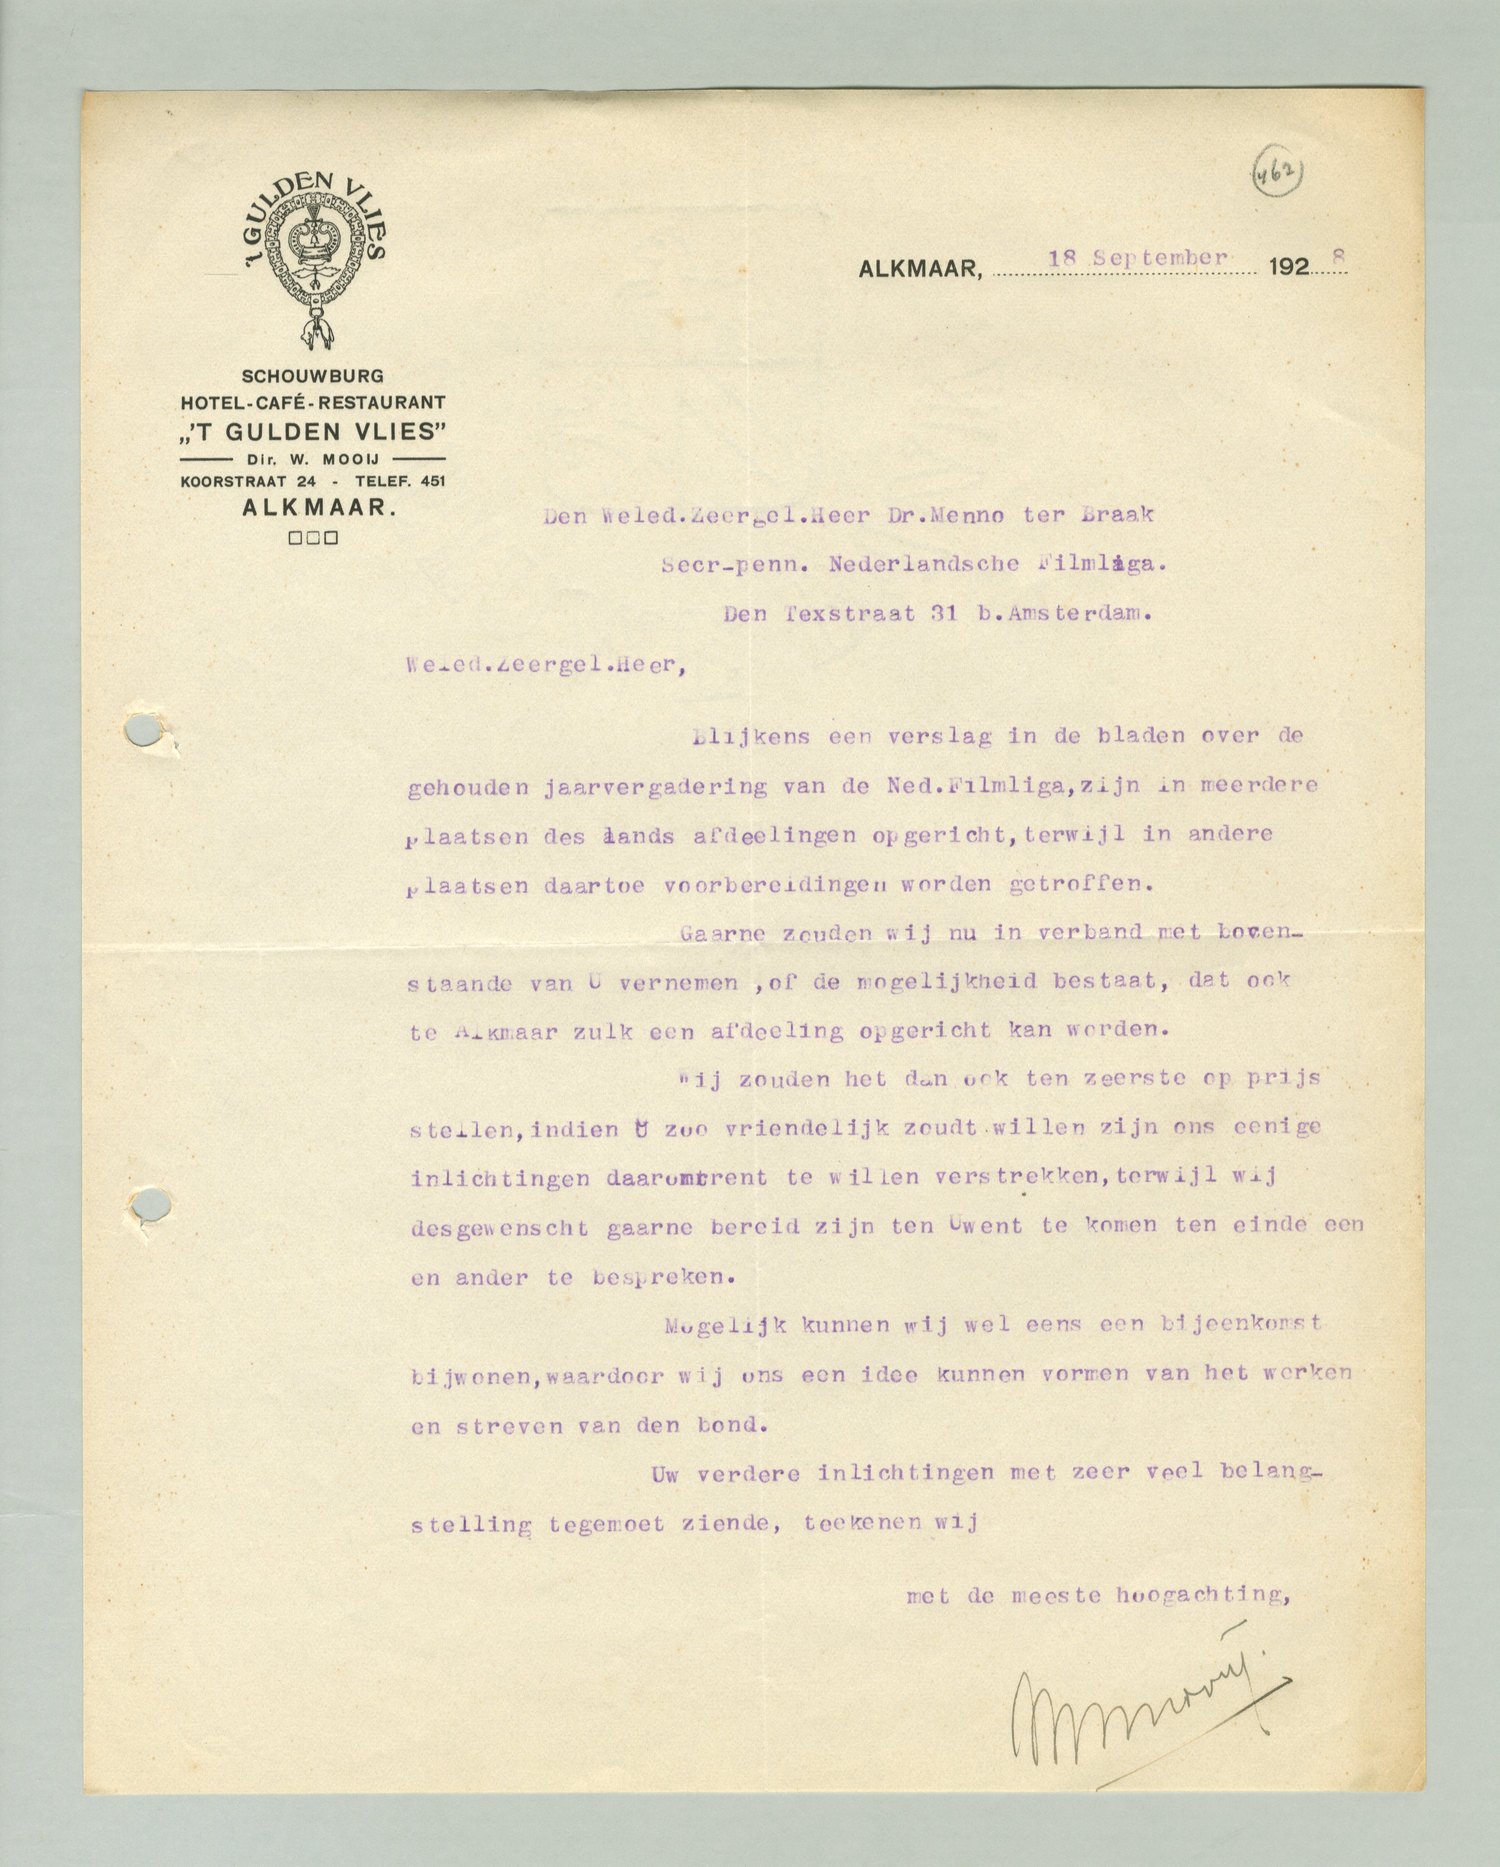 462
'T GULDEN VLIES
ALKMAAR, 18 September 1928
SCHOUWBURG
HOTEL-CAFÉ-RESTAURANT
„'T GULDEN VLIES”
Dir. W. MOOIJ
KOORSTRAAT 24 - TELEF. 451
ALKMAAR.
Den Weled.Zeergel.Heer Dr.Menno ter Braak
Secr-penn. Nederlandsche Filmliga.
Den Texstraat 31 b.Amsterdam.
Weled.Zeergel.Heer,
Blijkens een verslag in de bladen over de
gehouden jaarvergadering van de Ned.Filmliga,zijn in meerdere
plaatsen des lands afdeelingen opgericht,terwijl in andere
plaatsen daartoe voorbereidingen worden getroffen.
Gaarne zouden wij nu in verband met boven-
staande van U vernemen ,of de mogelijkheid bestaat, dat ook
te Alkmaar zulk een afdeeling opgericht kan worden.
Wij zouden het dan ook ten zeerste op prijs
stellen,indien U zoo vriendelijk zoudt willen zijn ons eenige
inlichtingen daaromtrent te willen verstrekken,terwijl wij
desgewenscht gaarne bereid zijn ten Uwent te komen ten einde een
en ander te bespreken.
Mogelijk kunnen wij wel eens een bijeenkomst
bijwonen,waardoor wij ons een idee kunnen vormen van het werken
en streven van den bond.
Uw verdere inlichtingen met zeer veel belang-
stelling tegemoet ziende, teekenen wij
met de meeste hoogachting,
W Mooij.